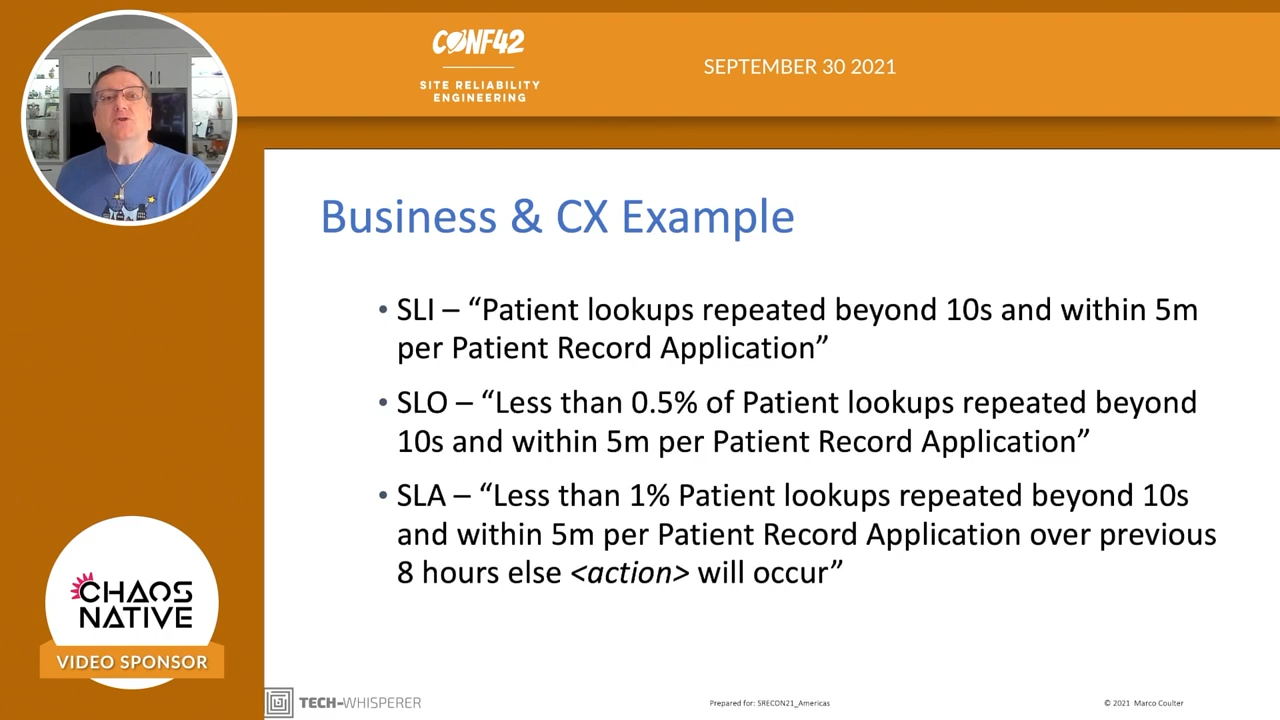 CONF42
SITE RELIABILITY
ENGINEERING
SEPTEMBER 30 2021
Business & CX Example
• SLI – “Patient lookups repeated beyond 10s and within 5m
per Patient Record Application”
• SLO – “Less than 0.5% of Patient lookups repeated beyond
10s and within 5m per Patient Record Application”
• SLA – “Less than 1% Patient lookups repeated beyond 10s
and within 5m per Patient Record Application over previous
8 hours else <action> will occur”
CHAOS
NATIVE
VIDEO SPONSOR
TECH-WHISPERER
Prepared for: SRECON21_Americas
© 2021 Marco Coulter